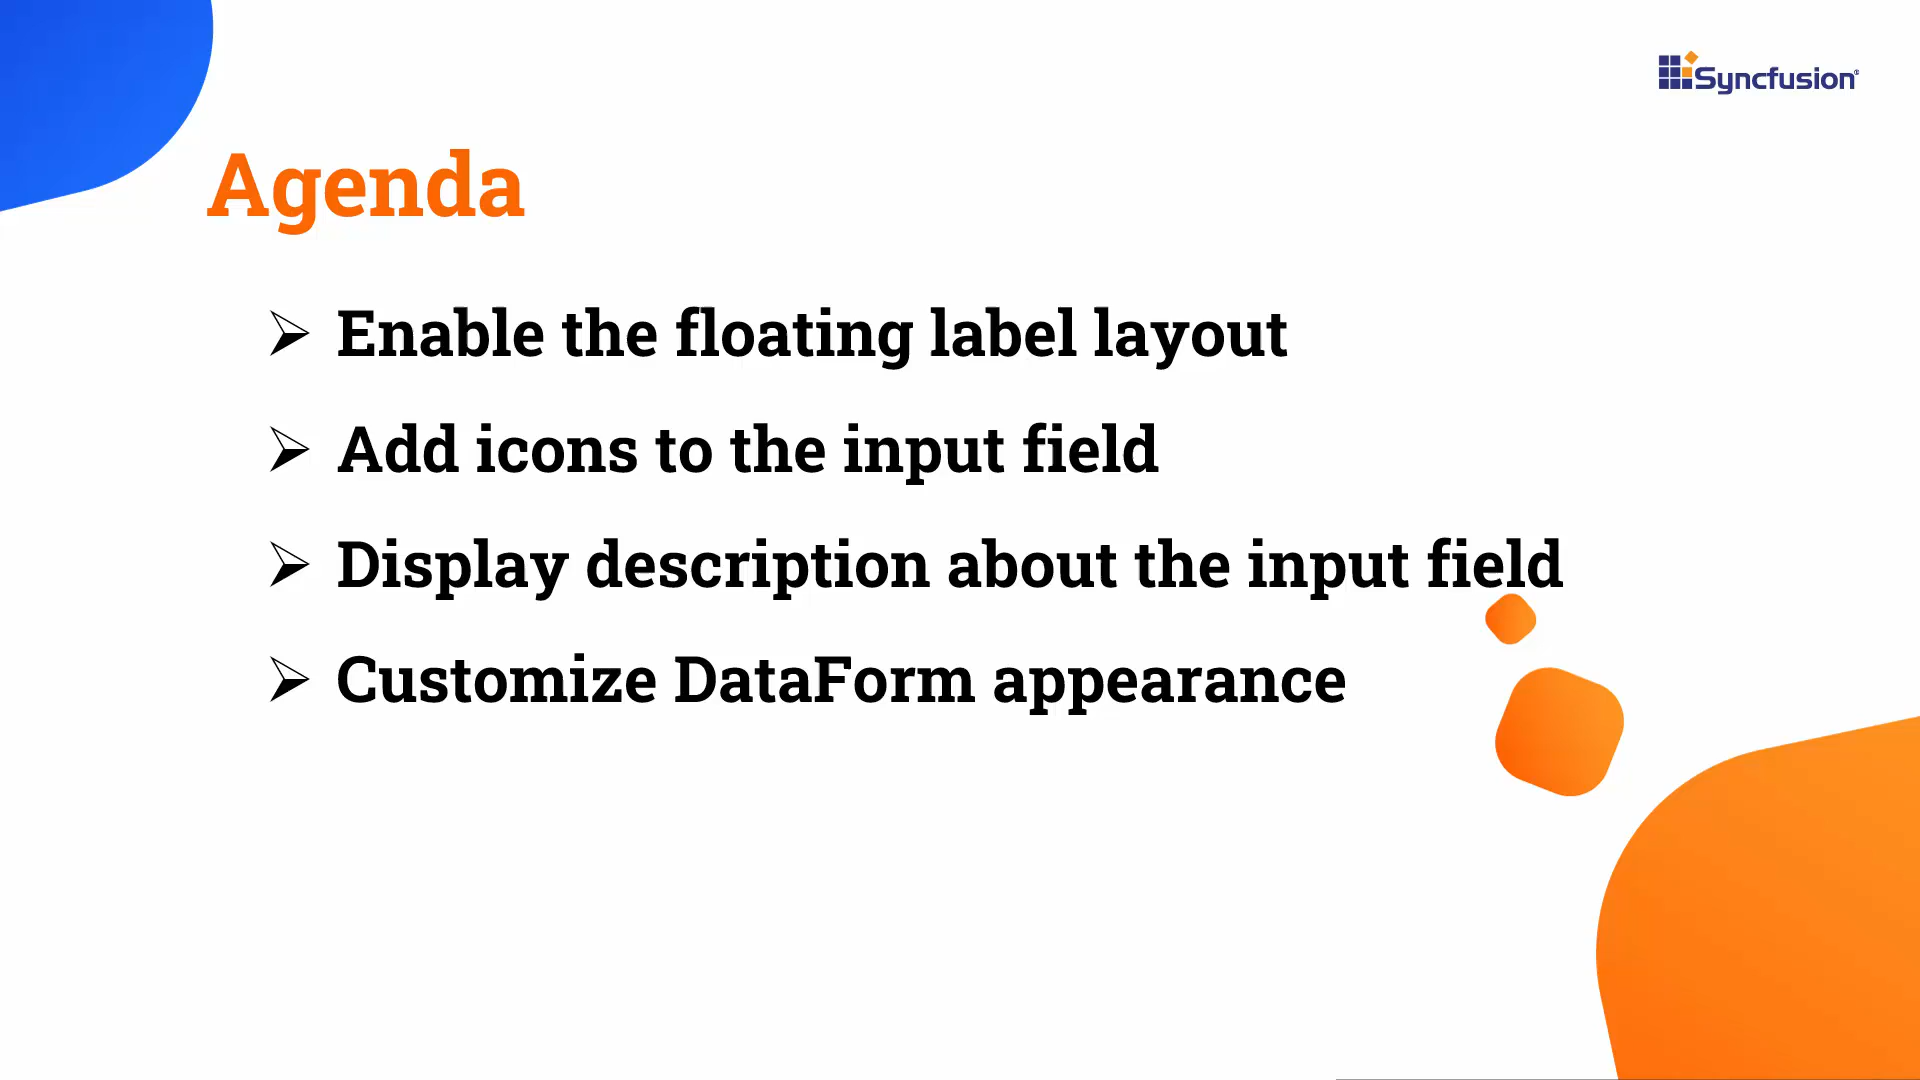 Syncfusion®
Agenda
➢ Enable the floating label layout
➢ Add icons to the input field
➢ Display description about the input field
➢ Customize DataForm appearance